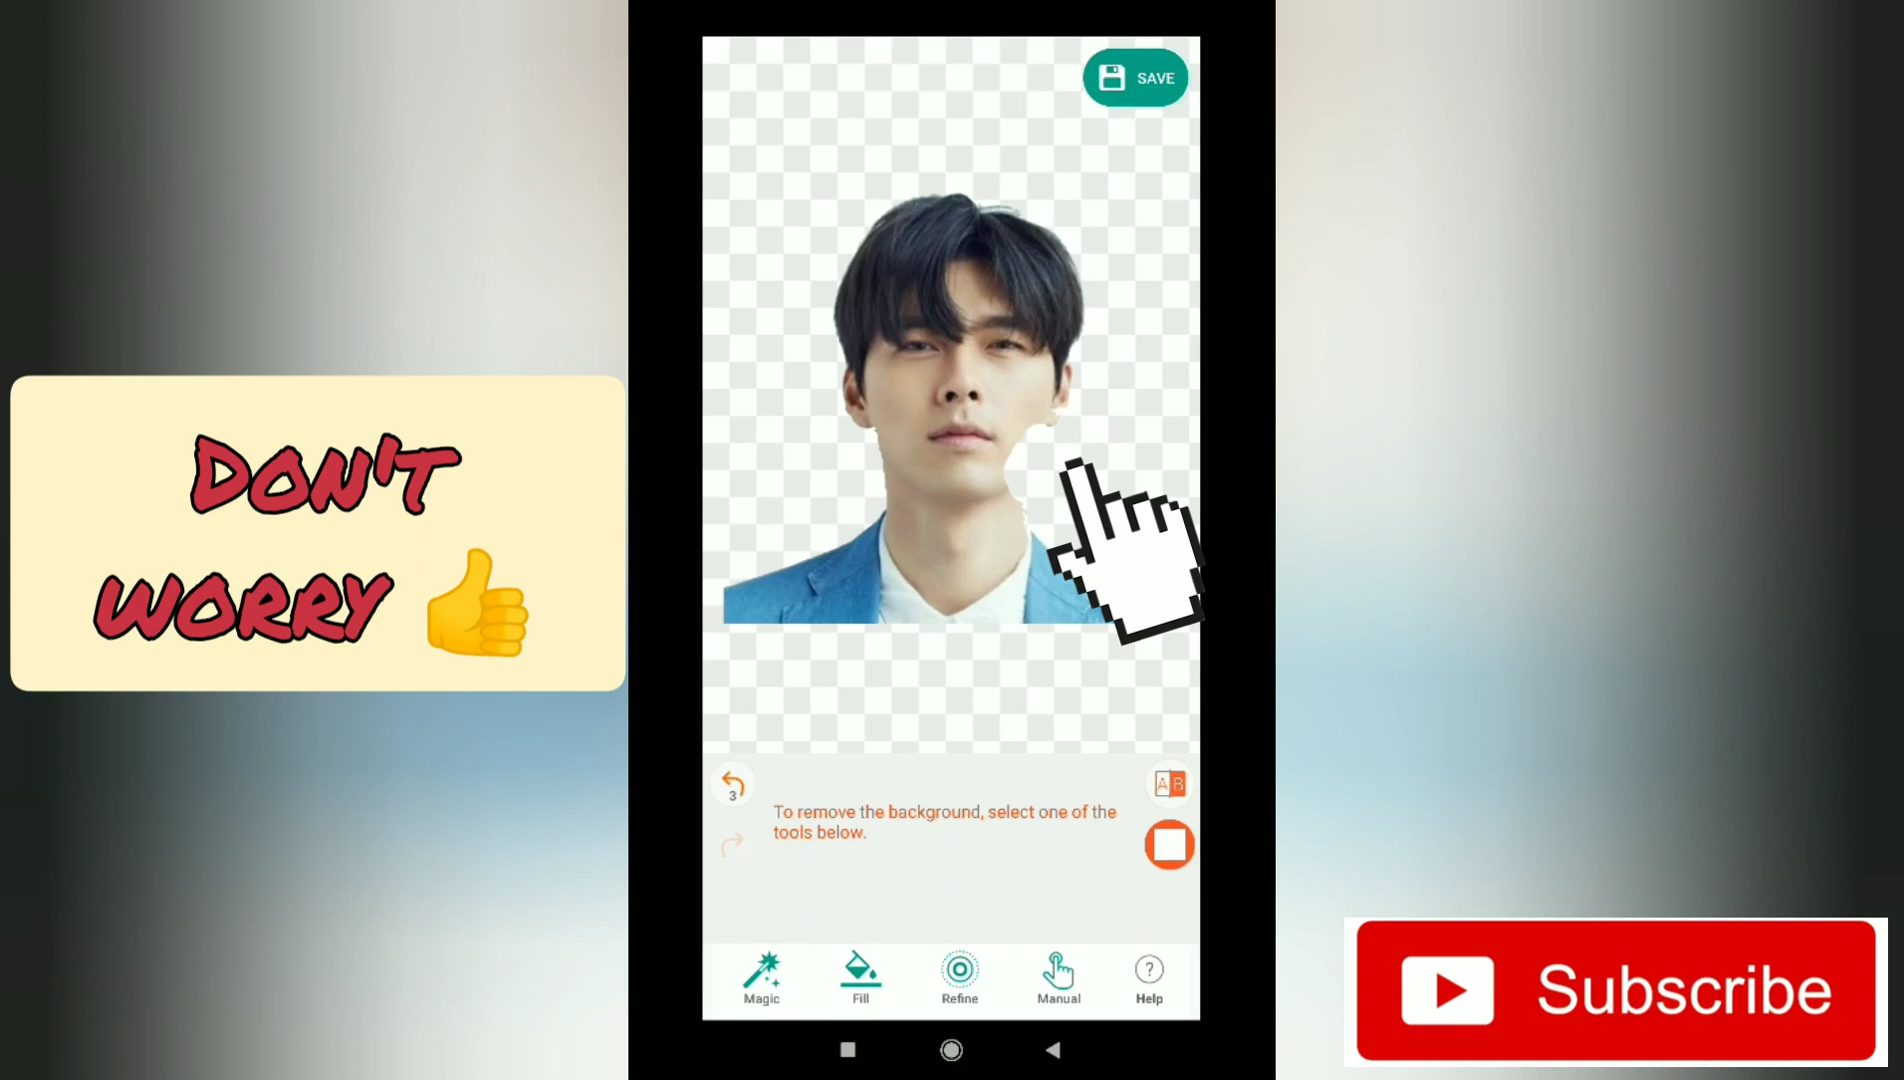 SAVE
DON'T
WORRY
3
A B
To remove the background, select one of the
tools below.
Magic
Fill
Refine
Manual
? Help
Subscribe